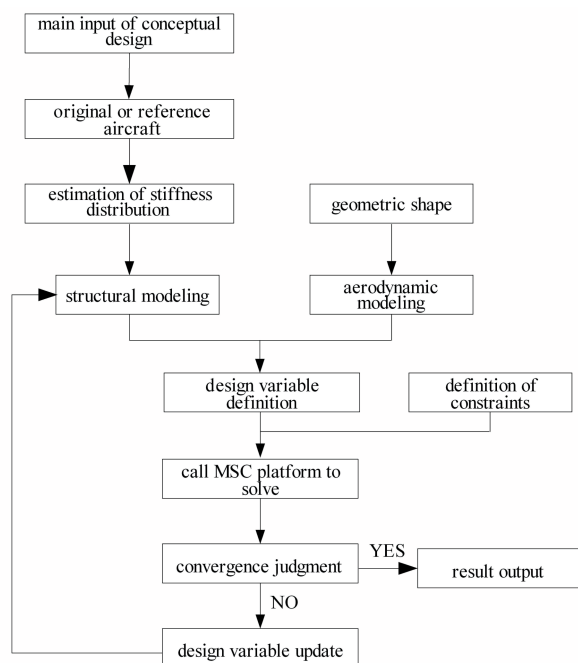 main input of conceptual
design
original or reference
aircraft
estimation of stiffness
distribution
geometric shape
structural modeling
aerodynamic
modeling
design variable
definition
definition of
constraints
call MSC platform to
solve
convergence judgment
YES
result output
NO
design variable update